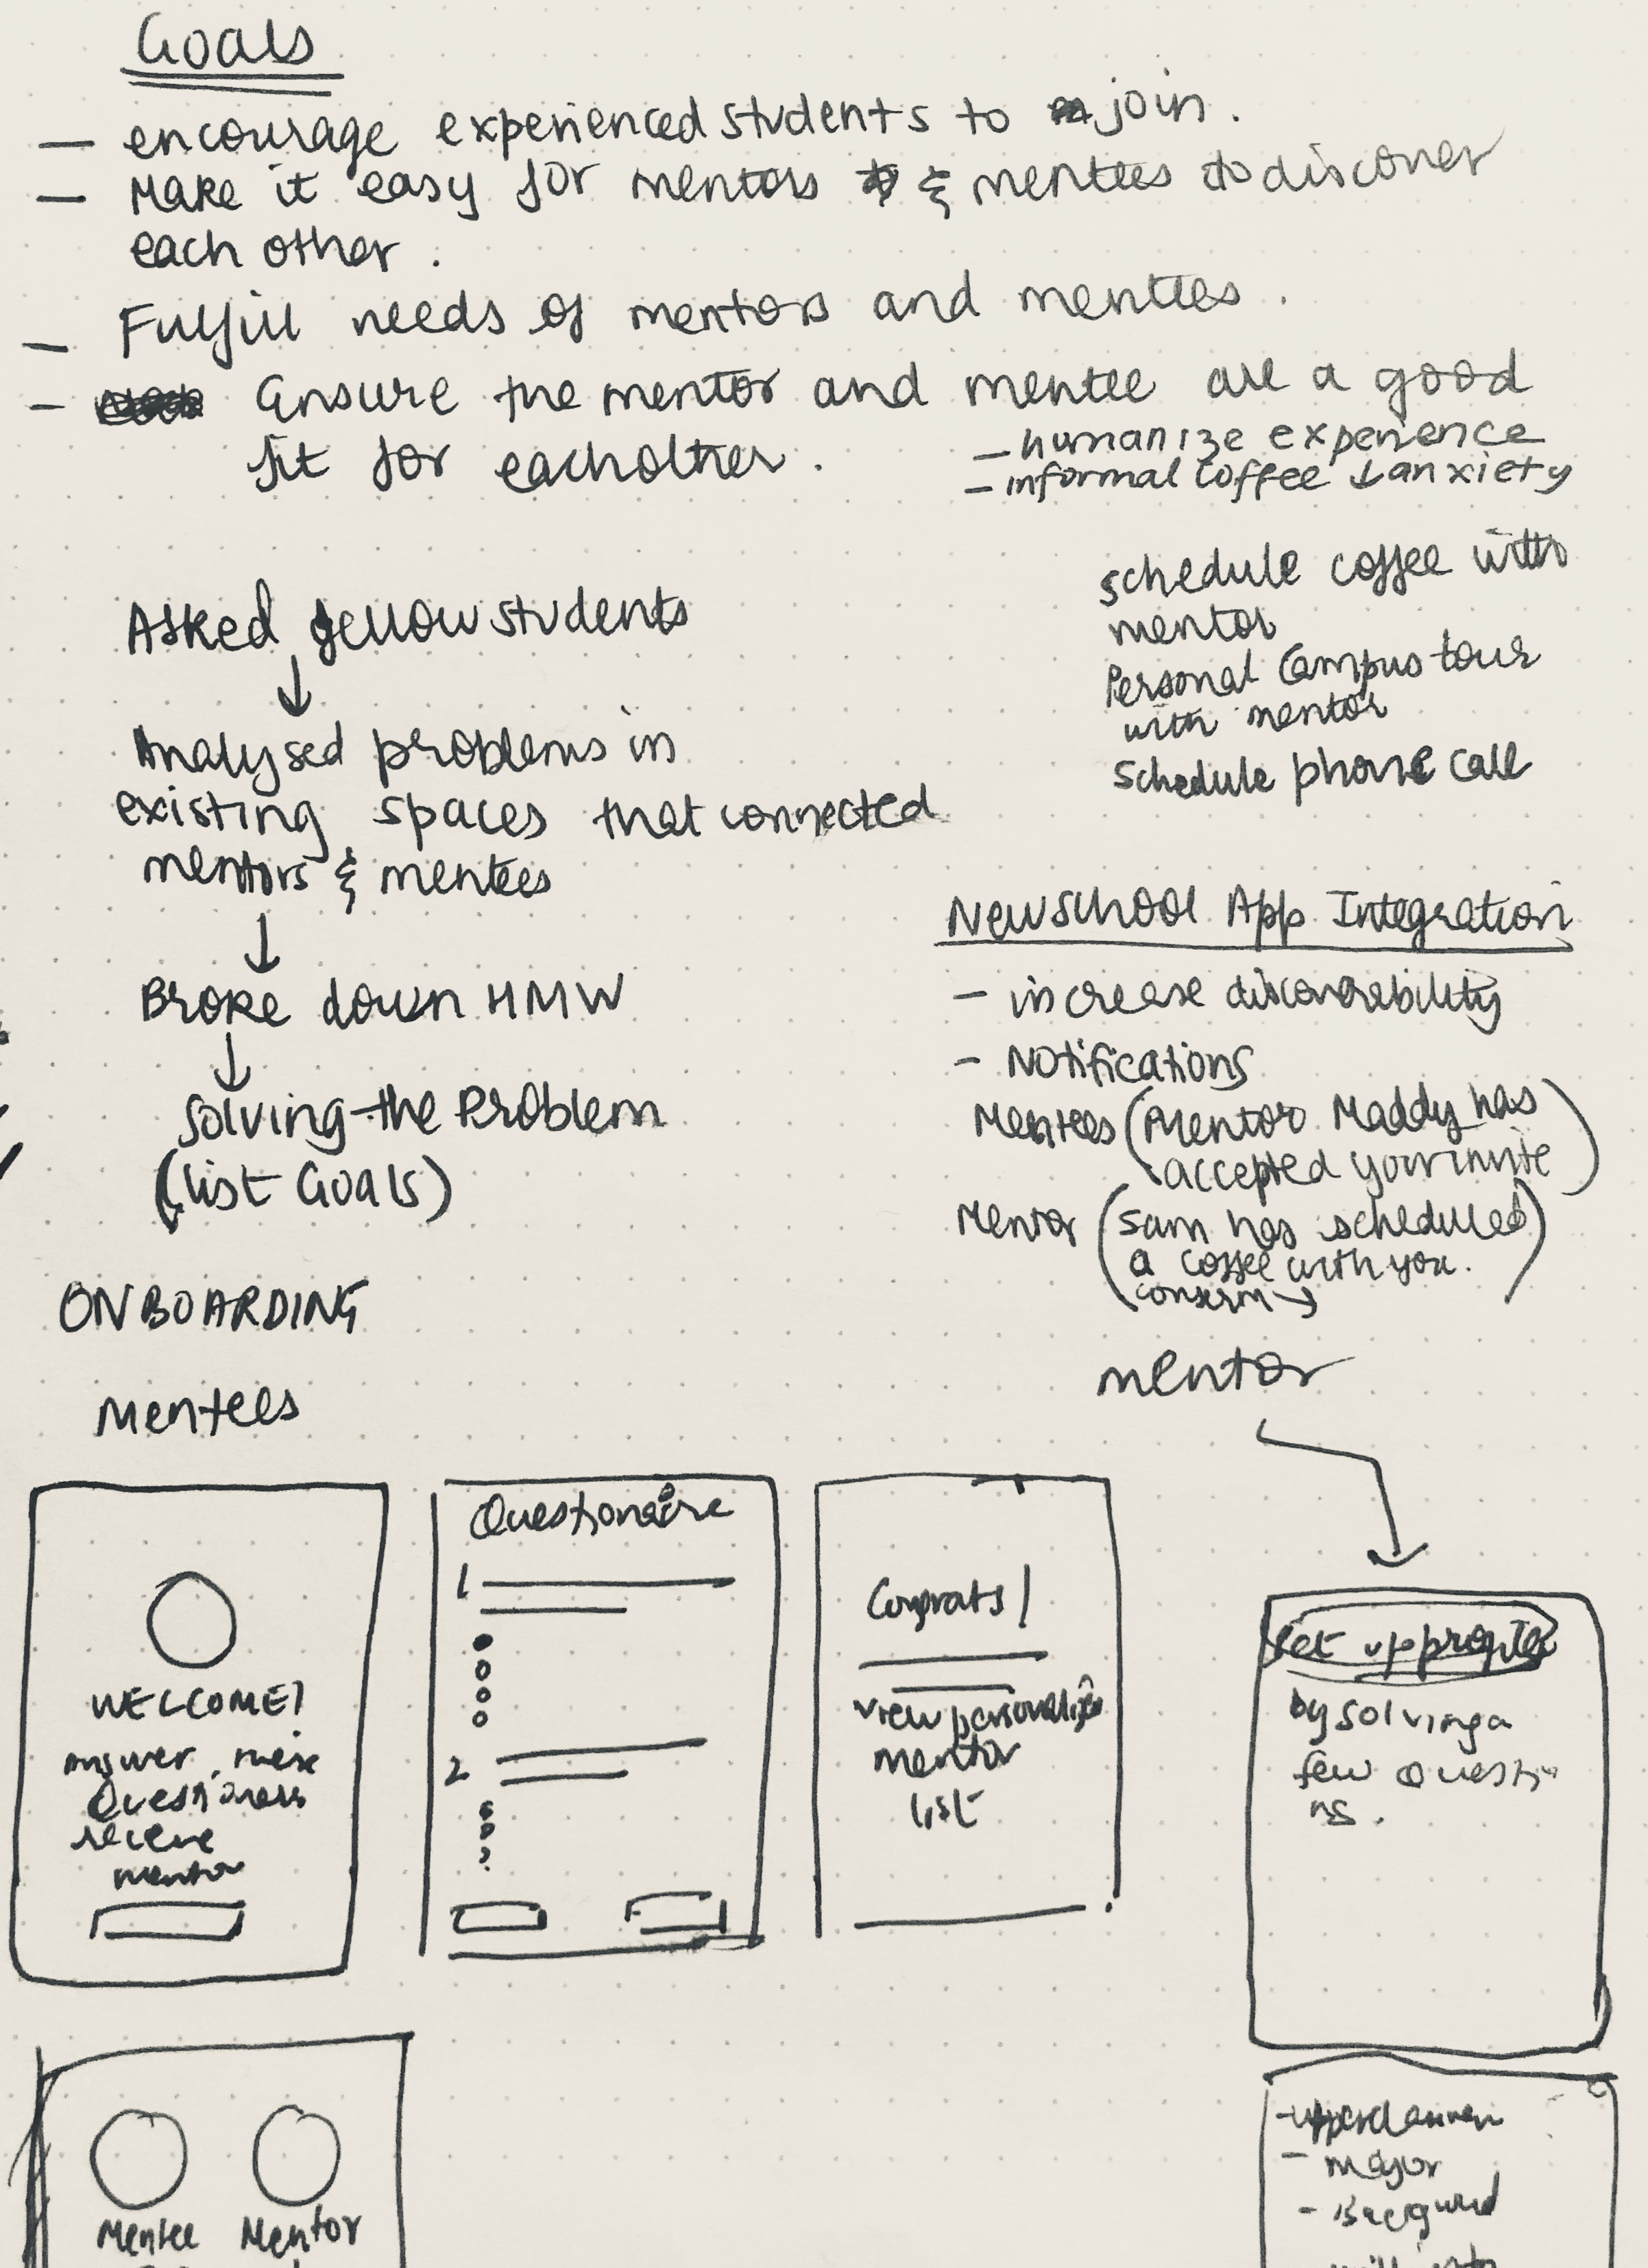 Goals
— encourage experienced students to join.
— Make it easy for mentors & mentees to discover
each other.
— Fulfill needs of mentors and mentees.
— Ensure the mentor and mentee are a good
fit for eachother.
— humanize experience
— informal coffee ↓ anxiety
schedule coffee with
mentor
Personal Campus tour
with mentor
Schedule phone call
Asked fellow students
↓
Analysed problems in
existing spaces that connected
mentors & mentees
↓
Broke down HMW
↓
Solving the Problem
(list Goals)
Newschool App Integration
— increase discoverability
— Notifications
Mentees (Mentor Maddy has
accepted your invite)
Mentor (Sam has scheduled
a coffee with you.
confirm →)
ONBOARDING
Mentees
mentor
WELCOME!
answer these
receive
mentor
Questionaire
1
2
Congrats!
view personalize
mentor
list
Set up profile
by solving a
few Questio
ns.
Mentee Mentor
- major